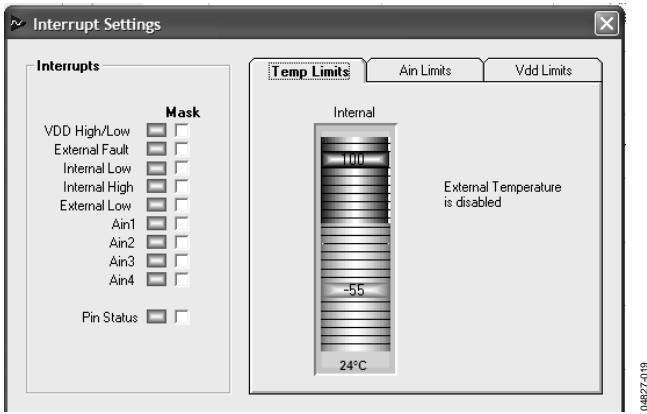 Interrupt Settings
Interrupts
Mask
VDD High/Low
External Fault
Internal Low
Internal High
External Low
Ain1
Ain2
Ain3
Ain4
Pin Status
Temp Limits
Ain Limits
Vdd Limits
Internal
100
-55
24°C
External Temperature
is disabled
04827-019